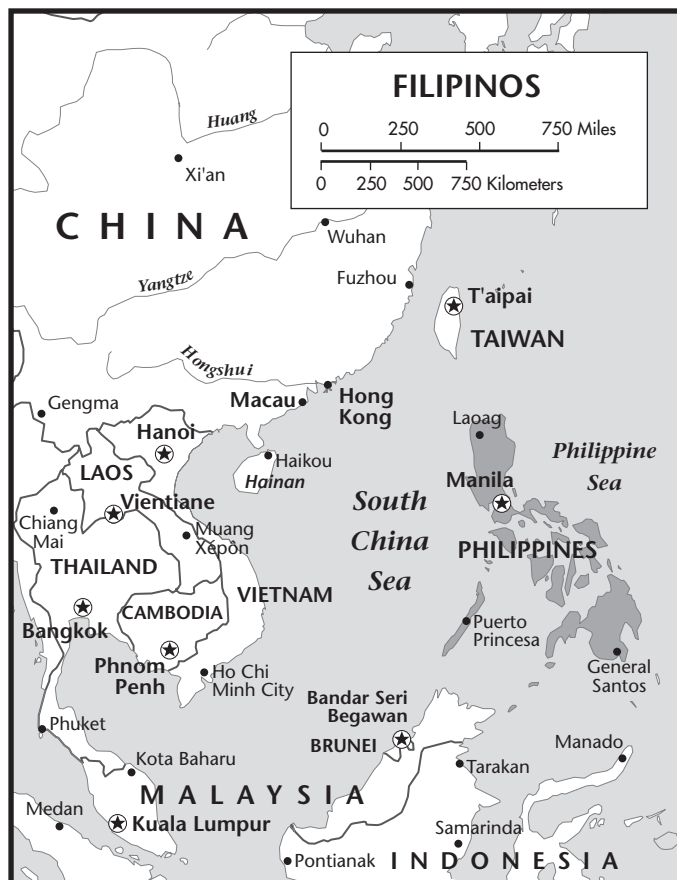 FILIPINOS
0 250 500 750 Miles
0 250 500 750 Kilometers
Huang
Xi'an
CHINA
Wuhan
Yangtze
Fuzhou
T'aipai
TAIWAN
Hongshui
Gengma
Macau
Hong
Kong
Hanoi
Laoag
LAOS
Haikou
Hainan
Philippine
Sea
Manila
Vientiane
South
China
Sea
Chiang
Mai
Muang
Xépôn
PHILIPPINES
THAILAND
VIETNAM
CAMBODIA
Bangkok
Puerto
Princesa
Phnom
Penh
Ho Chi
Minh City
General
Santos
Bandar Seri
Begawan
Phuket
BRUNEI
Manado
Kota Baharu
Tarakan
MALAYSIA
Medan
Kuala Lumpur
Samarinda
Pontianak
INDONESIA